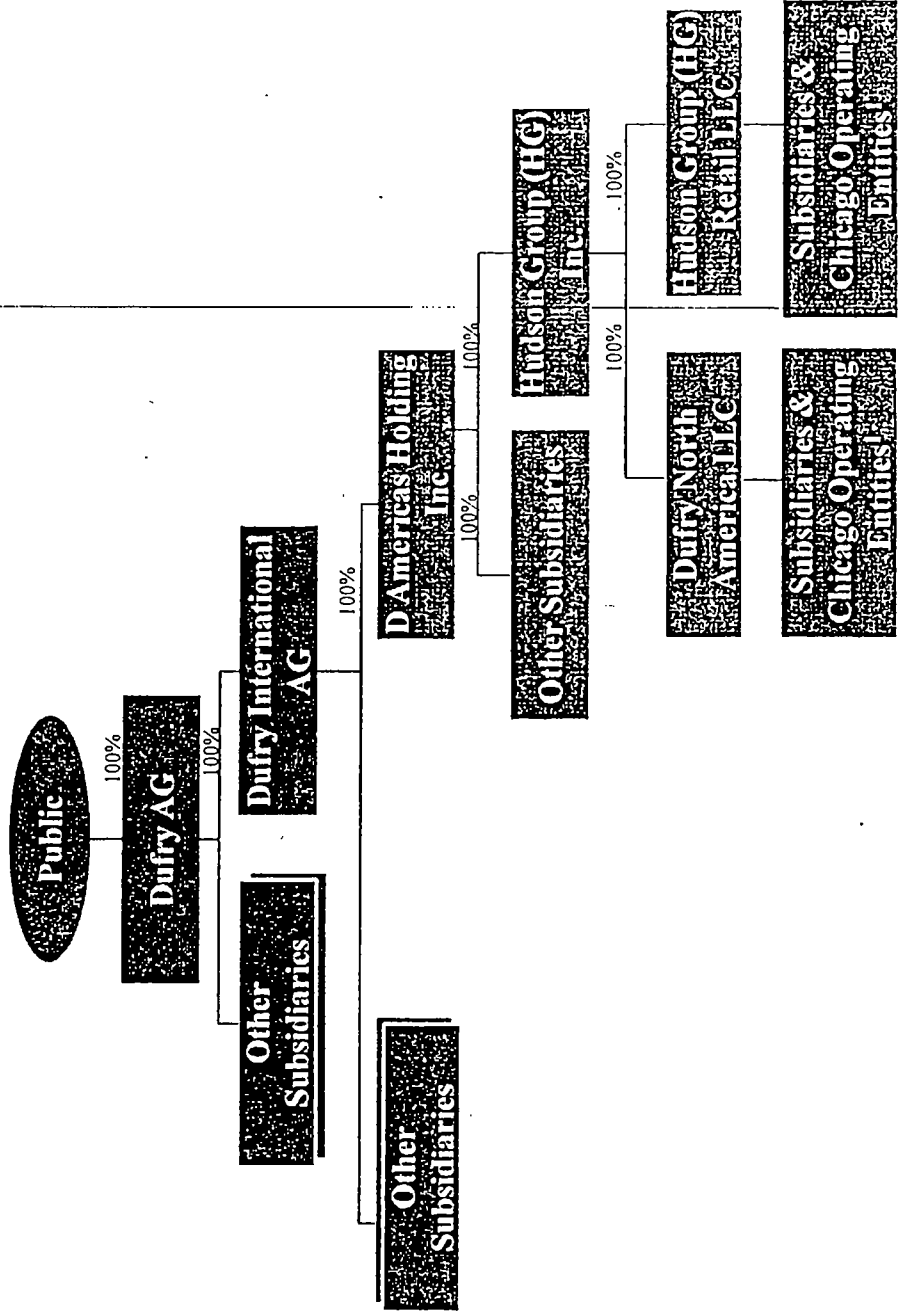 Public
100%
Dufry AG
100%
Other
Subsidiaries
Dufry International
AG
100%
Other
Subsidiaries
D Americas Holding
Inc
100%
100%
Other Subsidiaries
Hudson Group (HG)
Inc.
100%
100%
Dufry North
America LLC
Hudson Group (HG)
Retail LLC
Subsidiaries &
Chicago Operating
Entities¹
Subsidiaries &
Chicago Operating
Entities¹